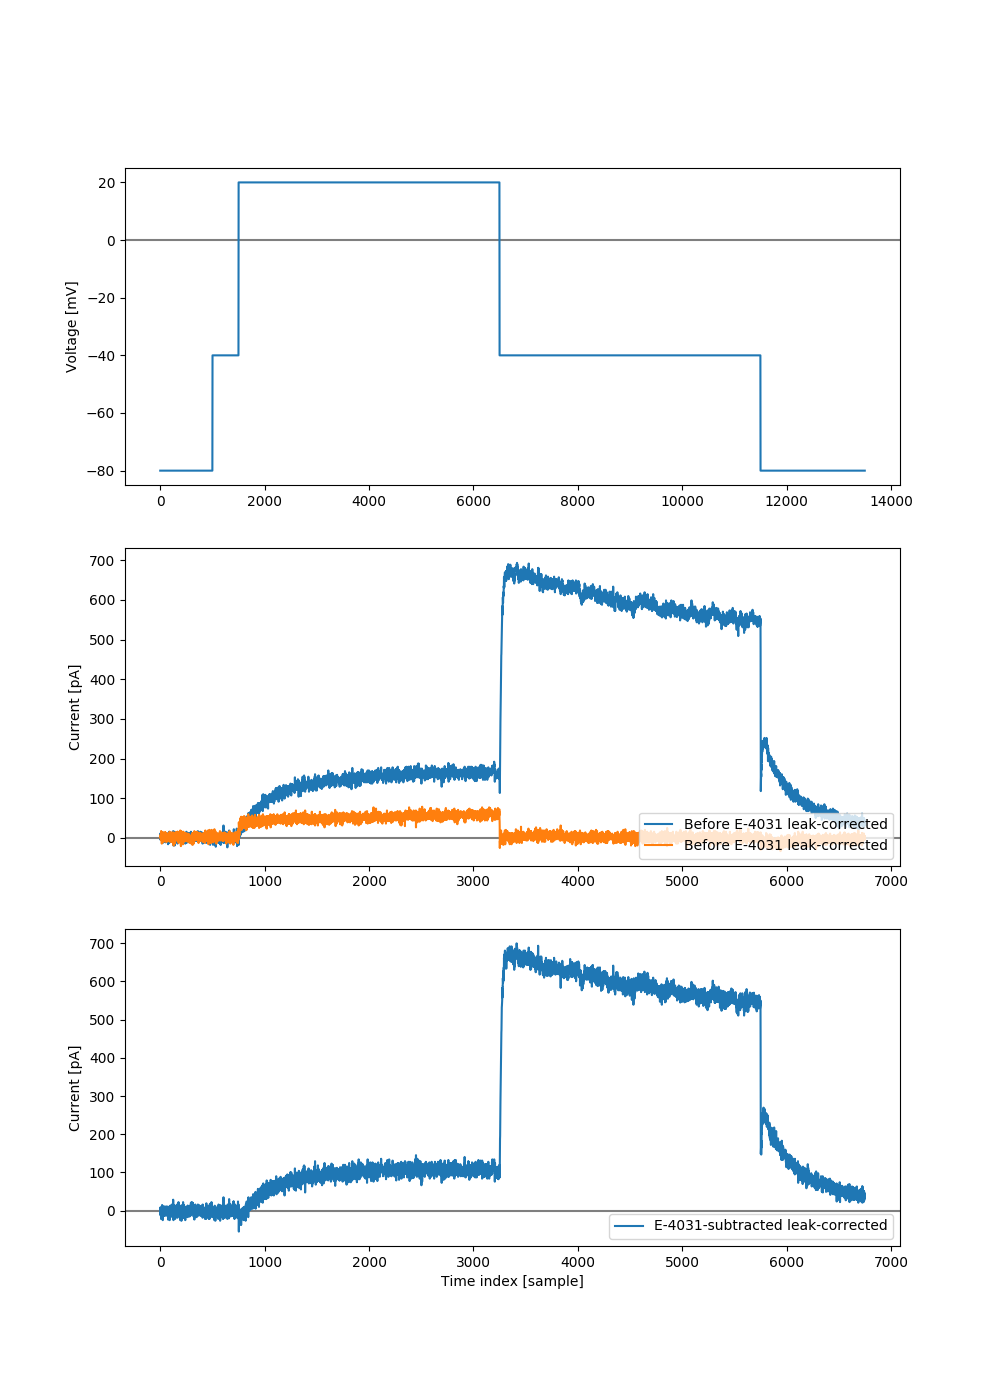 20
0
−20
−40
−60
−80
Voltage [mV]
0 2000 4000 6000 8000 10000 12000 14000
700
600
500
400
300
200
100
0
Current [pA]
Before E-4031 leak-corrected
Before E-4031 leak-corrected
0 1000 2000 3000 4000 5000 6000 7000
700
600
500
400
300
200
100
0
Current [pA]
E-4031-subtracted leak-corrected
0 1000 2000 3000 4000 5000 6000 7000
Time index [sample]